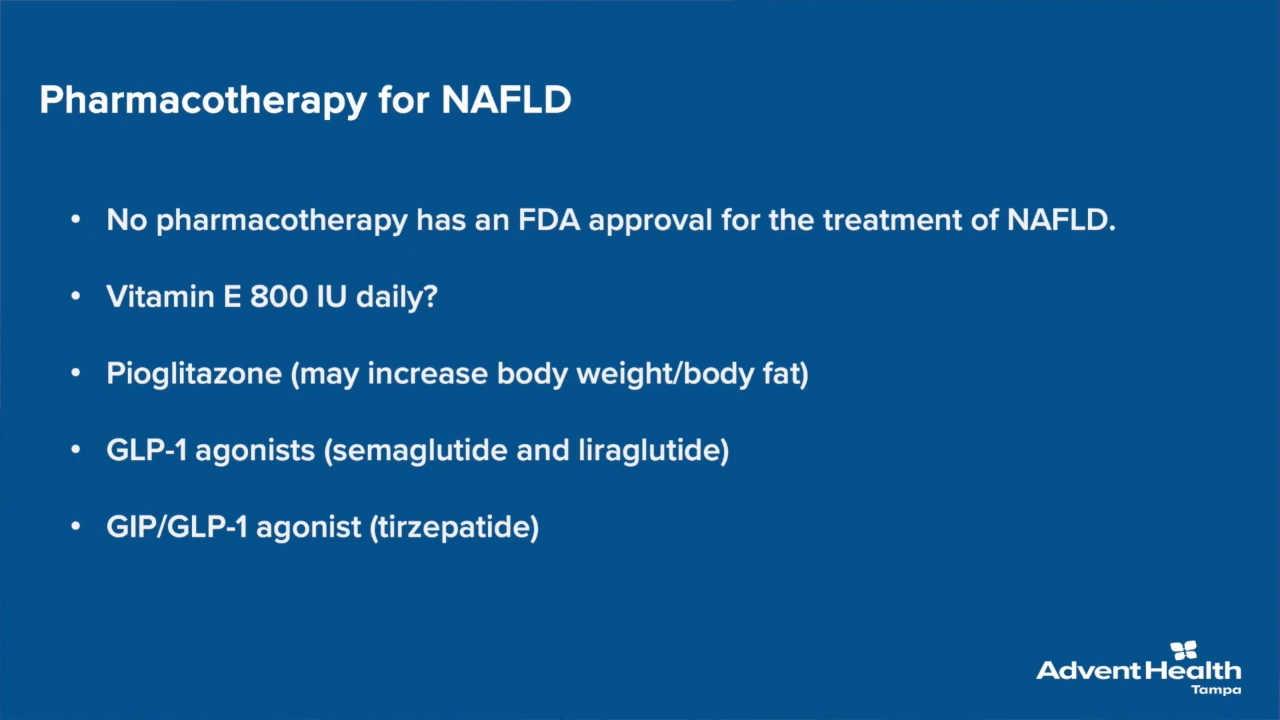 Pharmacotherapy for NAFLD
• No pharmacotherapy has an FDA approval for the treatment of NAFLD.
• Vitamin E 800 IU daily?
• Pioglitazone (may increase body weight/body fat)
• GLP-1 agonists (semaglutide and liraglutide)
• GIP/GLP-1 agonist (tirzepatide)
AdventHealth
Tampa